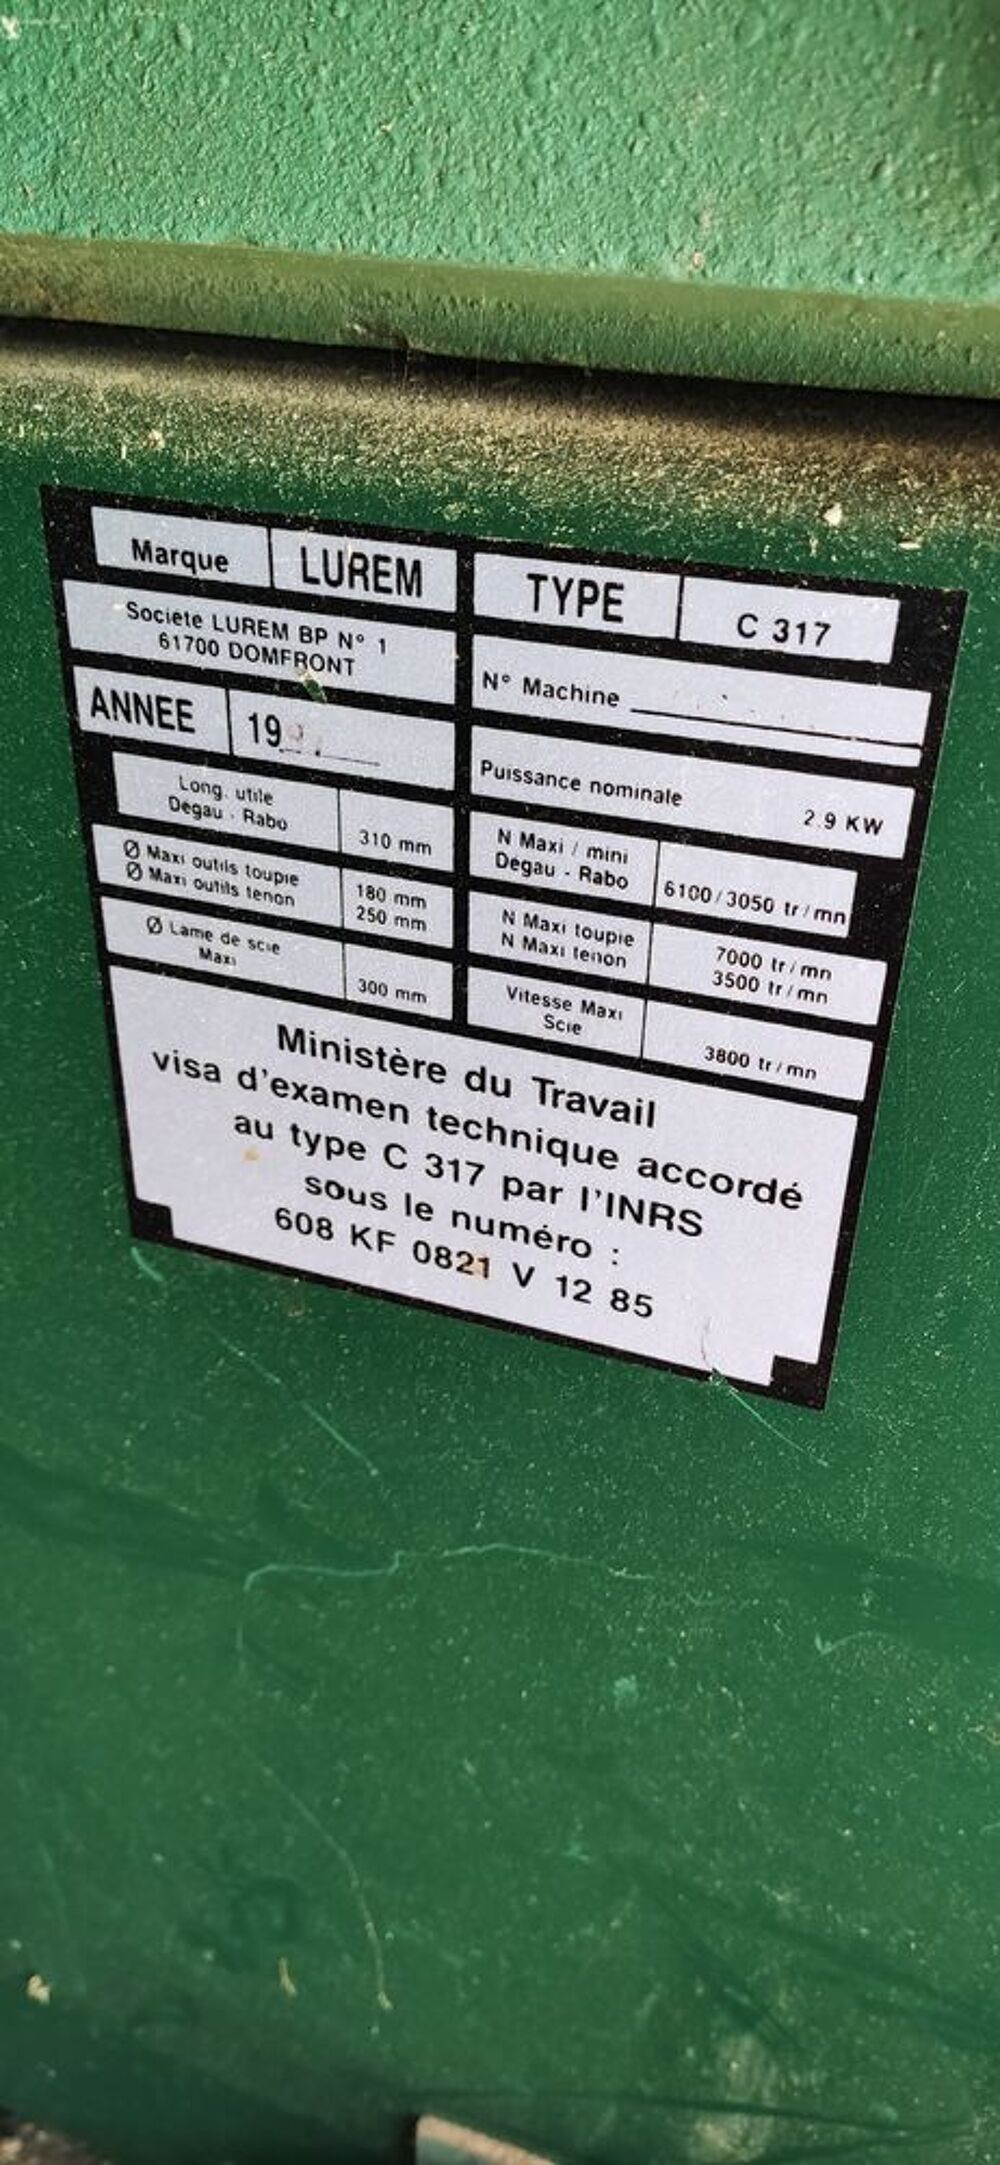 Marque LUREM
TYPE C 317
Societe LUREM BP N° 1
61700 DOMFRONT
N° Machine
ANNEE 19
Puissance nominale 2.9 KW
Long. utile
Dégau - Rabo 310 mm
N Maxi / mini
Dégau - Rabo 6100/3050 tr/mn
Ø Maxi outils toupie 180 mm
Ø Maxi outils tenon 250 mm
N Maxi toupie 7000 tr/mn
N Maxi tenon 3500 tr/mn
Ø Lame de scie
Maxi 300 mm
Vitesse Maxi
Scie 3800 tr/mn
Ministère du Travail
visa d'examen technique accordé
au type C 317 par l'INRS
sous le numéro :
608 KF 0821 V 12 85